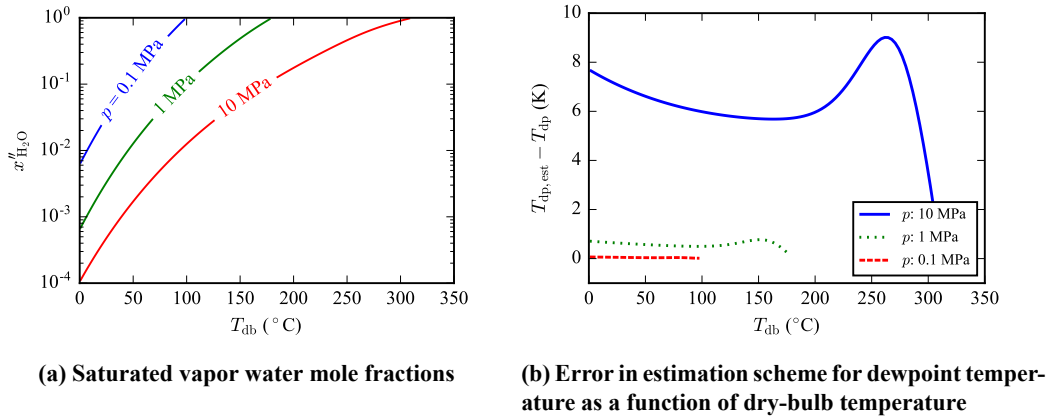 10⁰
10⁻¹
10⁻²
10⁻³
10⁻⁴
x″H₂O
p = 0.1 MPa
1 MPa
10 MPa
0 50 100 150 200 250 300 350
Tdb (°C)
10
8
6
4
2
0
Tdp, est − Tdp (K)
p: 10 MPa
p: 1 MPa
p: 0.1 MPa
0 50 100 150 200 250 300 350
Tdb (°C)
(a) Saturated vapor water mole fractions
(b) Error in estimation scheme for dewpoint temper-
ature as a function of dry-bulb temperature